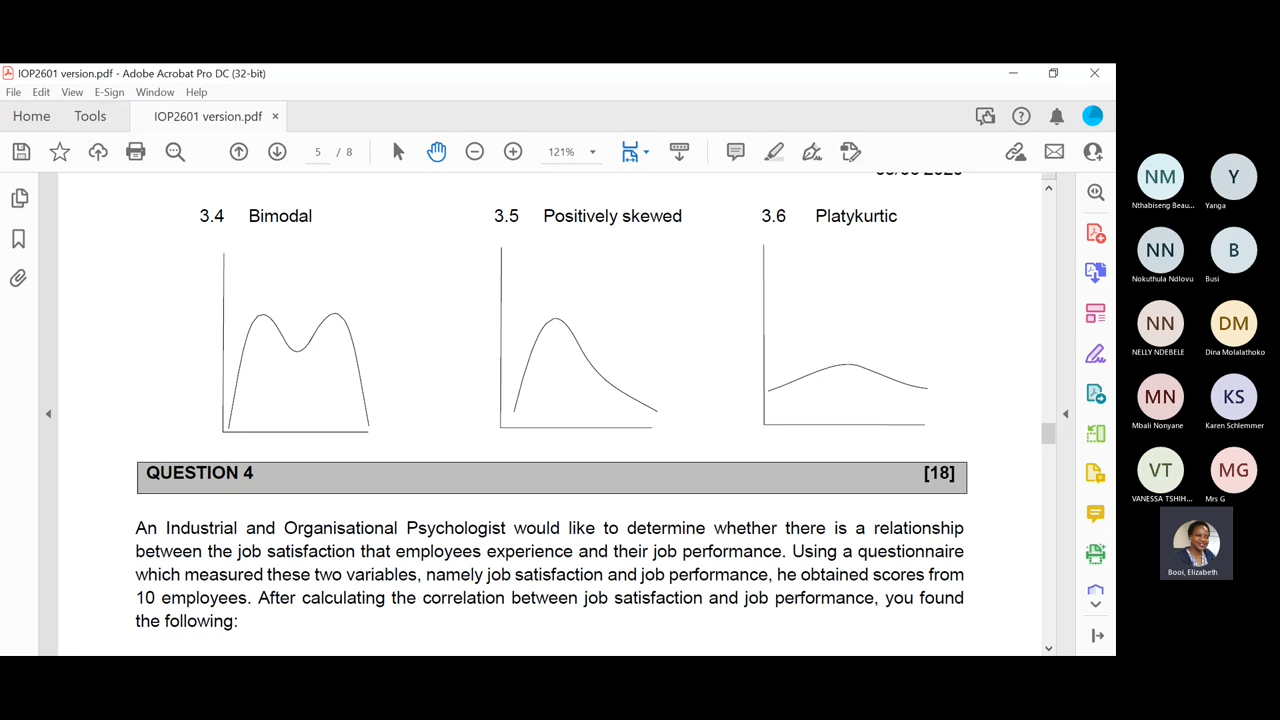 IOP2601 version.pdf - Adobe Acrobat Pro DC (32-bit)
File Edit View E-Sign Window Help
Home Tools IOP2601 version.pdf ×
5 / 8 121%
3.4 Bimodal 3.5 Positively skewed 3.6 Platykurtic
QUESTION 4 [18]
An Industrial and Organisational Psychologist would like to determine whether there is a relationship
between the job satisfaction that employees experience and their job performance. Using a questionnaire
which measured these two variables, namely job satisfaction and job performance, he obtained scores from
10 employees. After calculating the correlation between job satisfaction and job performance, you found
the following:
NM Y
Nthabiseng Beau... Yanga
NN B
Nokuthula Ndlovu Busi
NN DM
NELLY NDEBELE Dina Molalathoko
MN KS
Mbali Nonyane Karen Schlemmer
VT MG
VANESSA TSHIH... Mrs G
Booi, Elizabeth